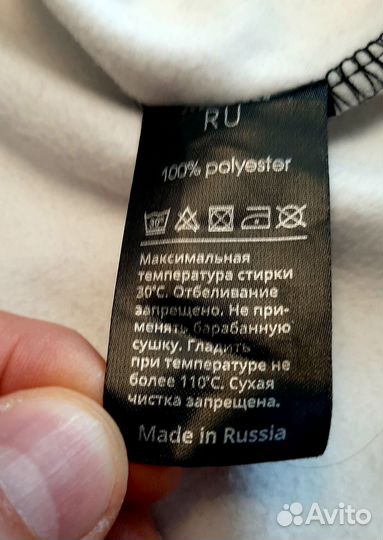 RU
100% polyester
30°
Максимальная
температура стирки
30°C. Отбеливание
запрещено. Не при-
менять барабанную
сушку. Гладить
при температуре не
более 110°C. Сухая
чистка запрещена.
Made in Russia
Avito